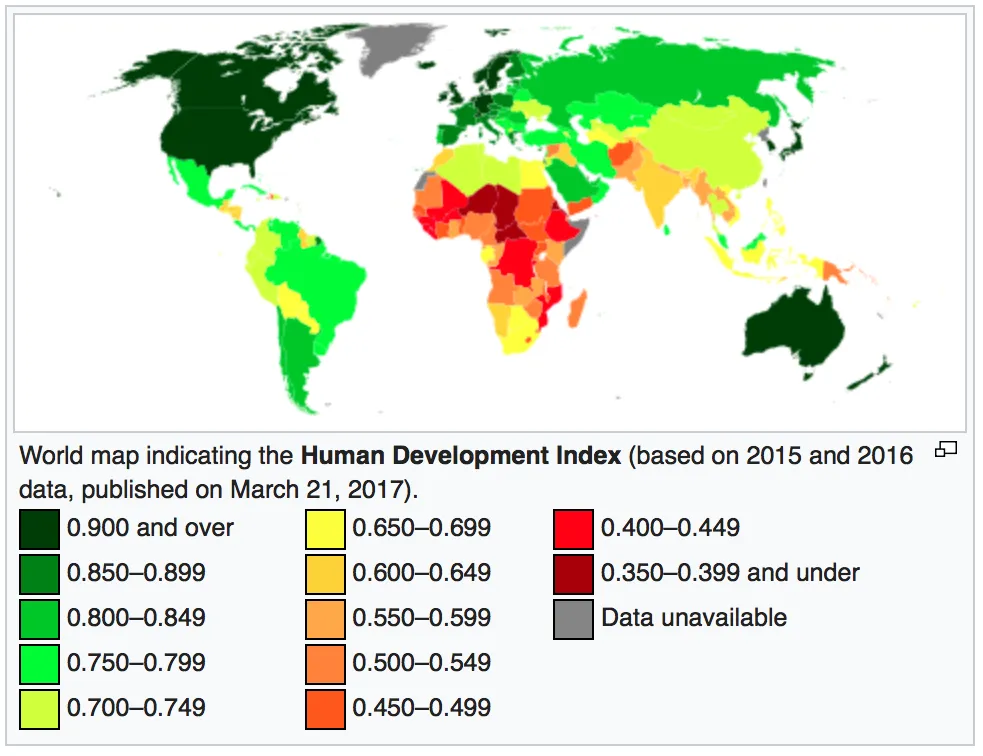 World map indicating the Human Development Index (based on 2015 and 2016
data, published on March 21, 2017).
0.900 and over
0.850–0.899
0.800–0.849
0.750–0.799
0.700–0.749
0.650–0.699
0.600–0.649
0.550–0.599
0.500–0.549
0.450–0.499
0.400–0.449
0.350–0.399 and under
Data unavailable